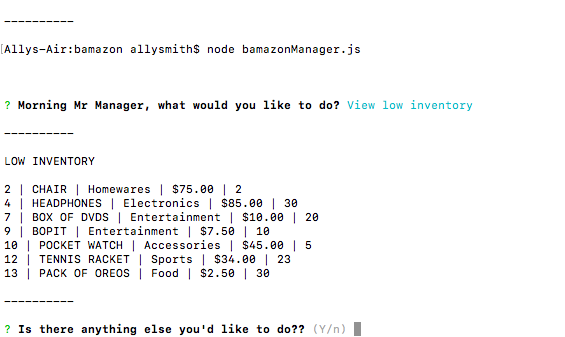 ----------
Allys-Air:bamazon allysmith$ node bamazonManager.js
? Morning Mr Manager, what would you like to do? View low inventory
----------
LOW INVENTORY
2 | CHAIR | Homewares | $75.00 | 2
4 | HEADPHONES | Electronics | $85.00 | 30
7 | BOX OF DVDS | Entertainment | $10.00 | 20
9 | BOPIT | Entertainment | $7.50 | 10
10 | POCKET WATCH | Accessories | $45.00 | 5
12 | TENNIS RACKET | Sports | $34.00 | 23
13 | PACK OF OREOS | Food | $2.50 | 30
----------
? Is there anything else you'd like to do?? (Y/n)